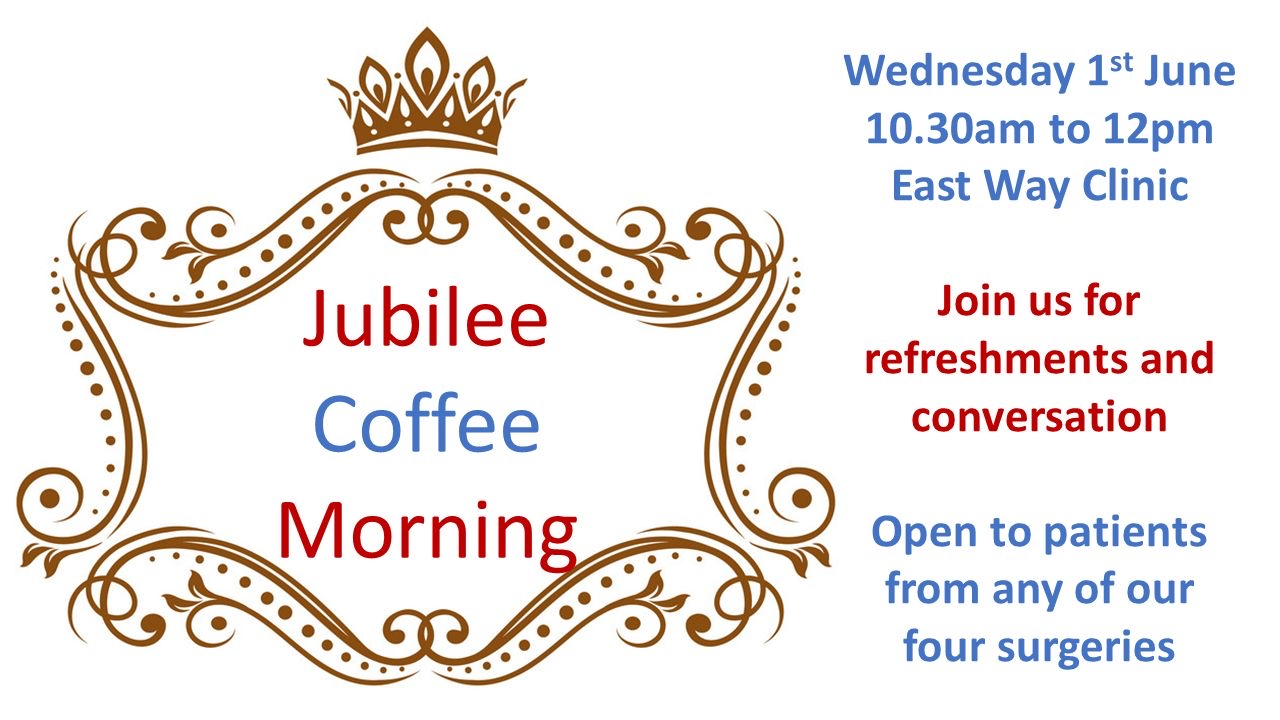 Jubilee
Coffee
Morning
Wednesday 1st June
10.30am to 12pm
East Way Clinic
Join us for
refreshments and
conversation
Open to patients
from any of our
four surgeries